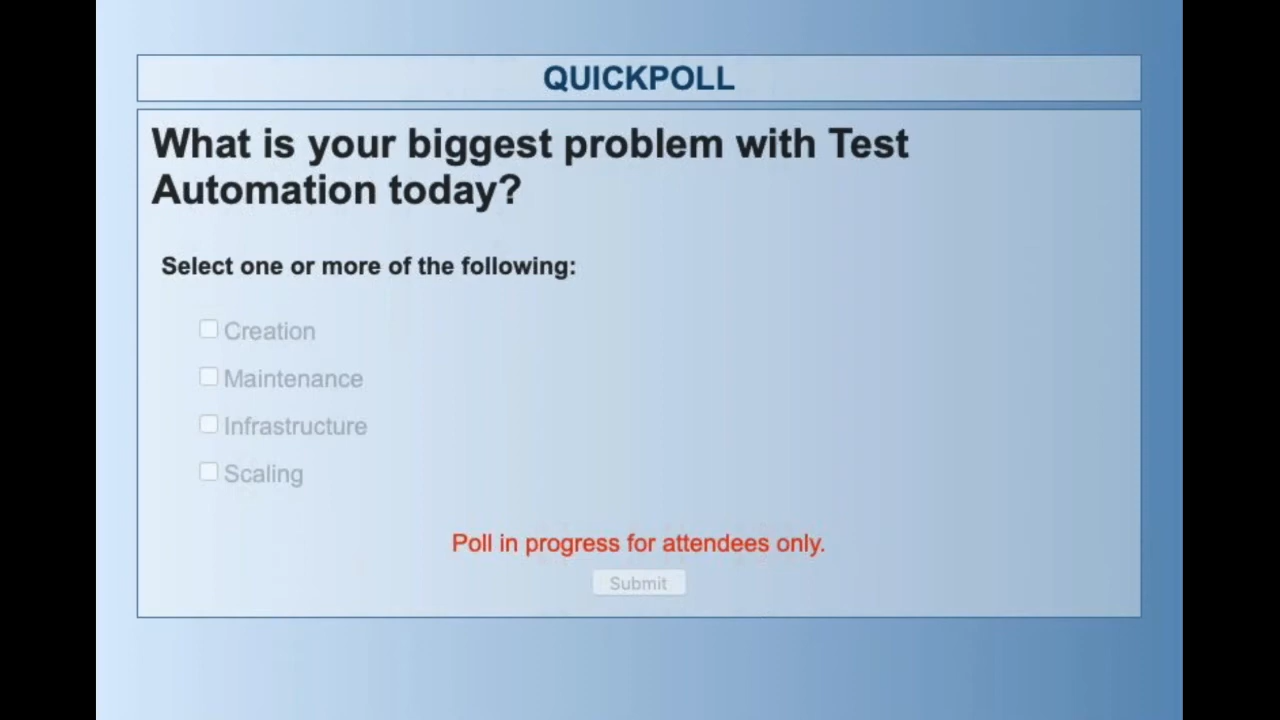 QUICKPOLL
What is your biggest problem with Test
Automation today?
Select one or more of the following:
Creation
Maintenance
Infrastructure
Scaling
Poll in progress for attendees only.
Submit